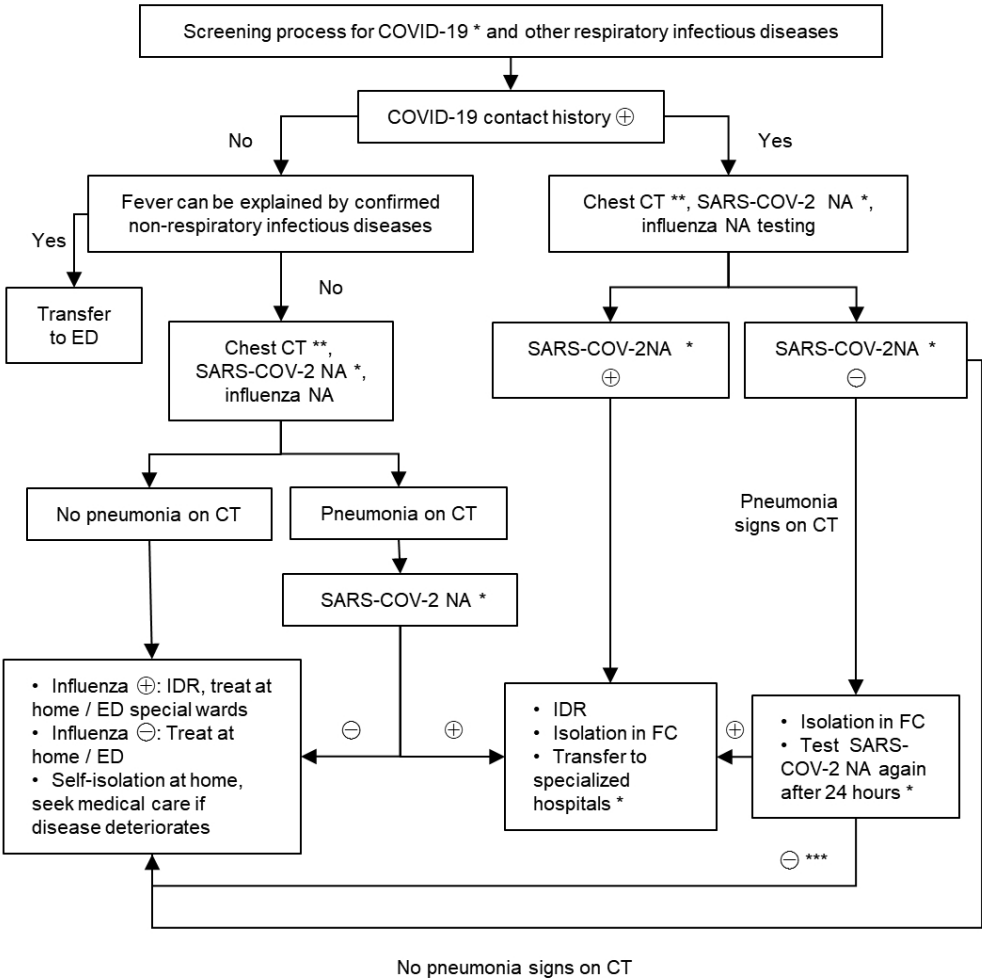 Screening process for COVID-19 * and other respiratory infectious diseases
COVID-19 contact history ⊕
No
Yes
Fever can be explained by confirmed
non-respiratory infectious diseases
Chest CT **, SARS-COV-2 NA *,
influenza NA testing
Yes
No
Transfer
to ED
Chest CT **,
SARS-COV-2 NA *,
influenza NA
SARS-COV-2NA *
⊕
SARS-COV-2NA *
⊖
No pneumonia on CT
Pneumonia on CT
Pneumonia
signs on CT
SARS-COV-2 NA *
• Influenza ⊕: IDR, treat at
home / ED special wards
• Influenza ⊖: Treat at
home / ED
• Self-isolation at home,
seek medical care if
disease deteriorates
⊖
⊕
• IDR
• Isolation in FC
• Transfer to
specialized
hospitals *
⊕
• Isolation in FC
• Test SARS-
COV-2 NA again
after 24 hours *
⊖ ***
No pneumonia signs on CT